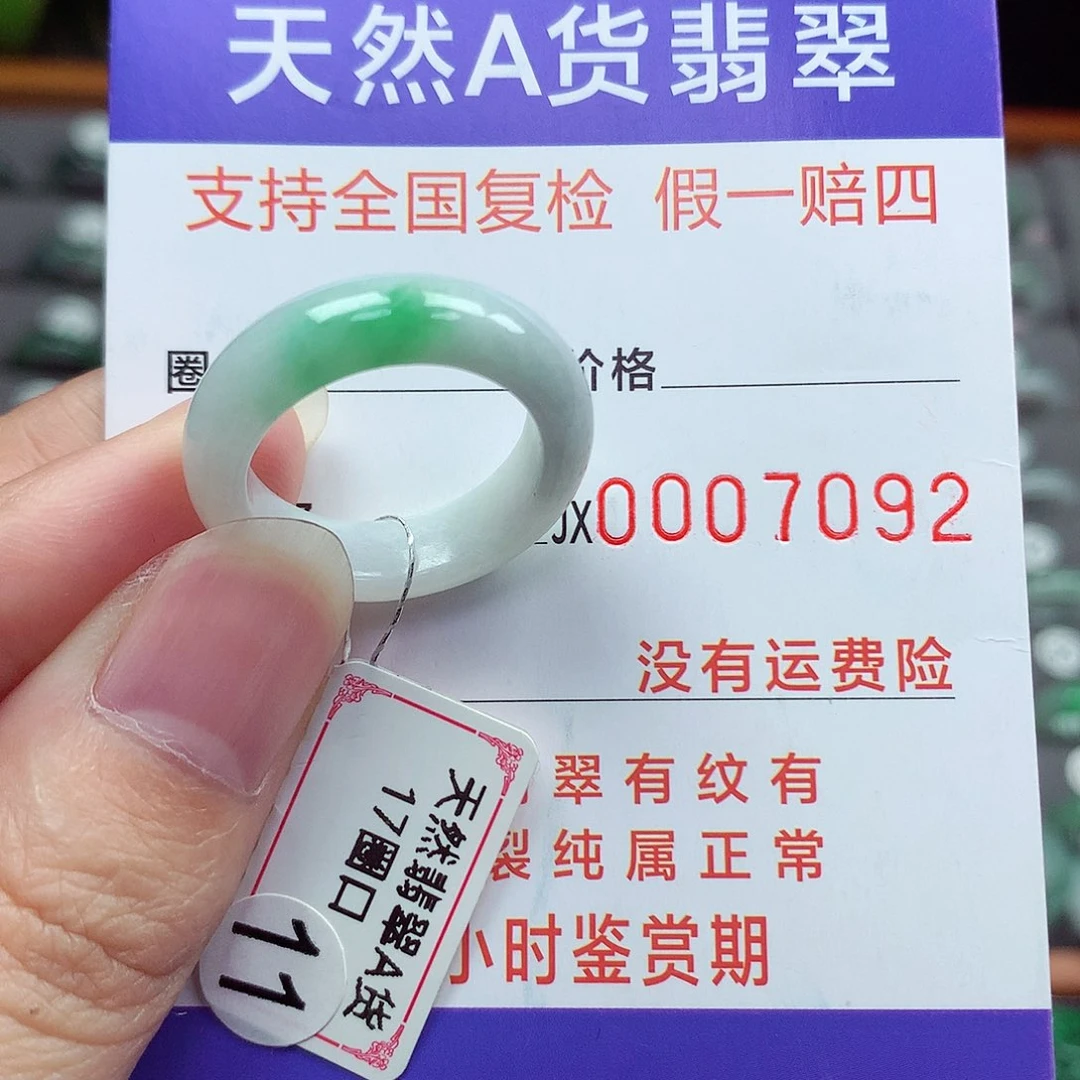 天然A货翡翠
支持全国复检 假一赔四
圈
价格
JX0007092
没有运费险
翠有纹有
裂纯属正常
小时鉴赏期
天然翡翠A货
17圈口
11